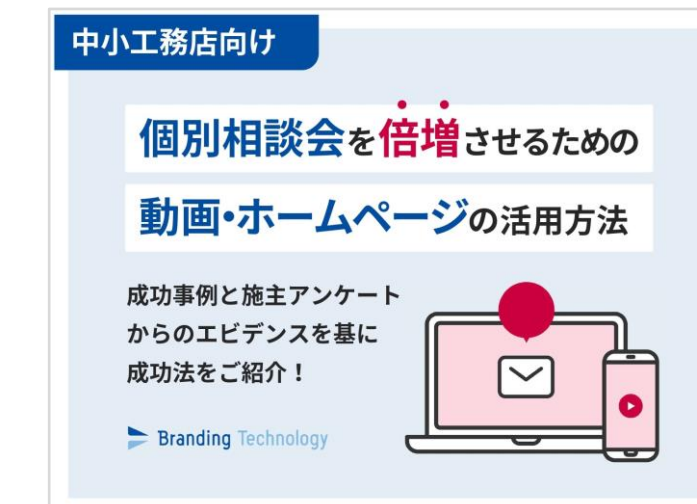 中小工務店向け
個別相談会を倍増させるための
動画・ホームページの活用方法
成功事例と施主アンケート
からのエビデンスを基に
成功法をご紹介！
Branding Technology